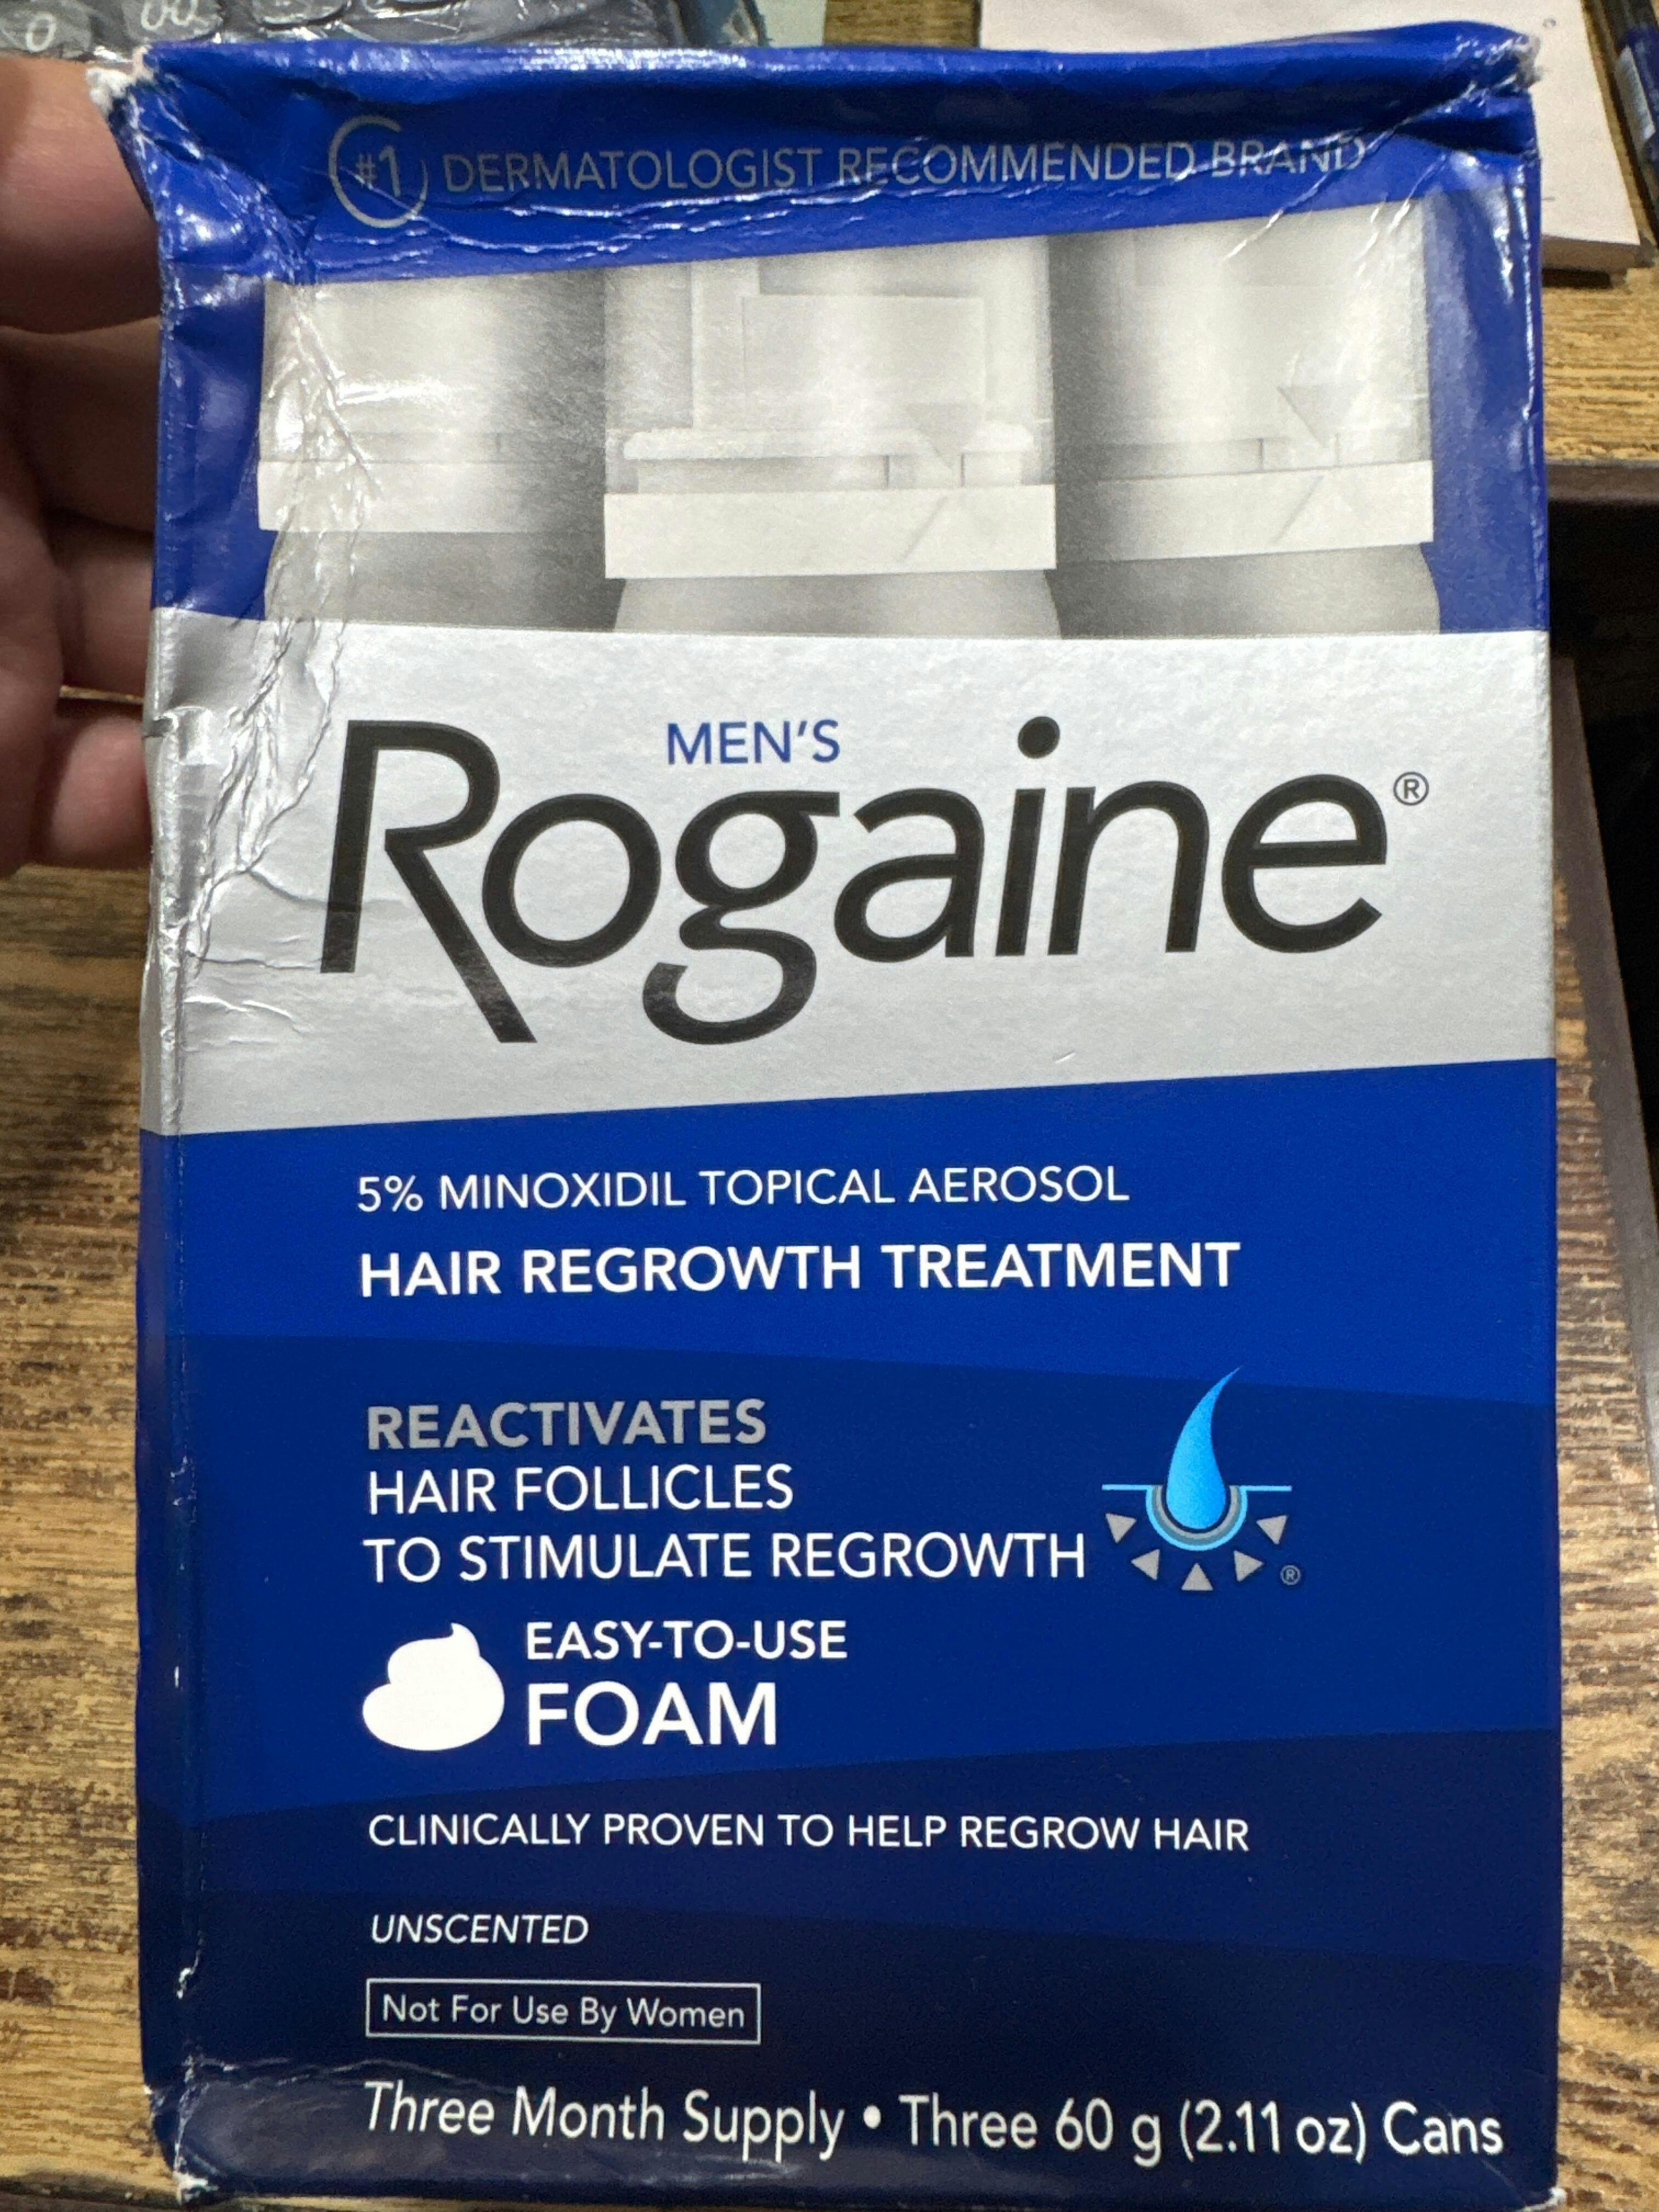 0 00
#1 DERMATOLOGIST RECOMMENDED BRAND
MEN'S
Rogaine®
5% MINOXIDIL TOPICAL AEROSOL
HAIR REGROWTH TREATMENT
REACTIVATES
HAIR FOLLICLES
TO STIMULATE REGROWTH
®
EASY-TO-USE
FOAM
CLINICALLY PROVEN TO HELP REGROW HAIR
UNSCENTED
Not For Use By Women
Three Month Supply • Three 60 g (2.11 oz) Cans